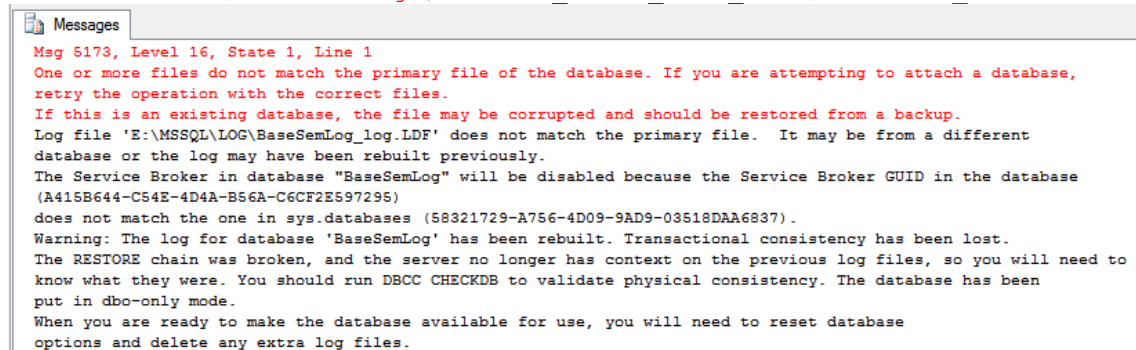 Messages
Msg 5173, Level 16, State 1, Line 1
One or more files do not match the primary file of the database. If you are attempting to attach a database,
retry the operation with the correct files.
If this is an existing database, the file may be corrupted and should be restored from a backup.
Log file 'E:\MSSQL\LOG\BaseSemLog_log.LDF' does not match the primary file.  It may be from a different
database or the log may have been rebuilt previously.
The Service Broker in database "BaseSemLog" will be disabled because the Service Broker GUID in the database
(A415B644-C54E-4D4A-B56A-C6CF2E597295)
does not match the one in sys.databases (58321729-A756-4D09-9AD9-03518DAA6837).
Warning: The log for database 'BaseSemLog' has been rebuilt. Transactional consistency has been lost.
The RESTORE chain was broken, and the server no longer has context on the previous log files, so you will need to
know what they were. You should run DBCC CHECKDB to validate physical consistency. The database has been
put in dbo-only mode.
When you are ready to make the database available for use, you will need to reset database
options and delete any extra log files.